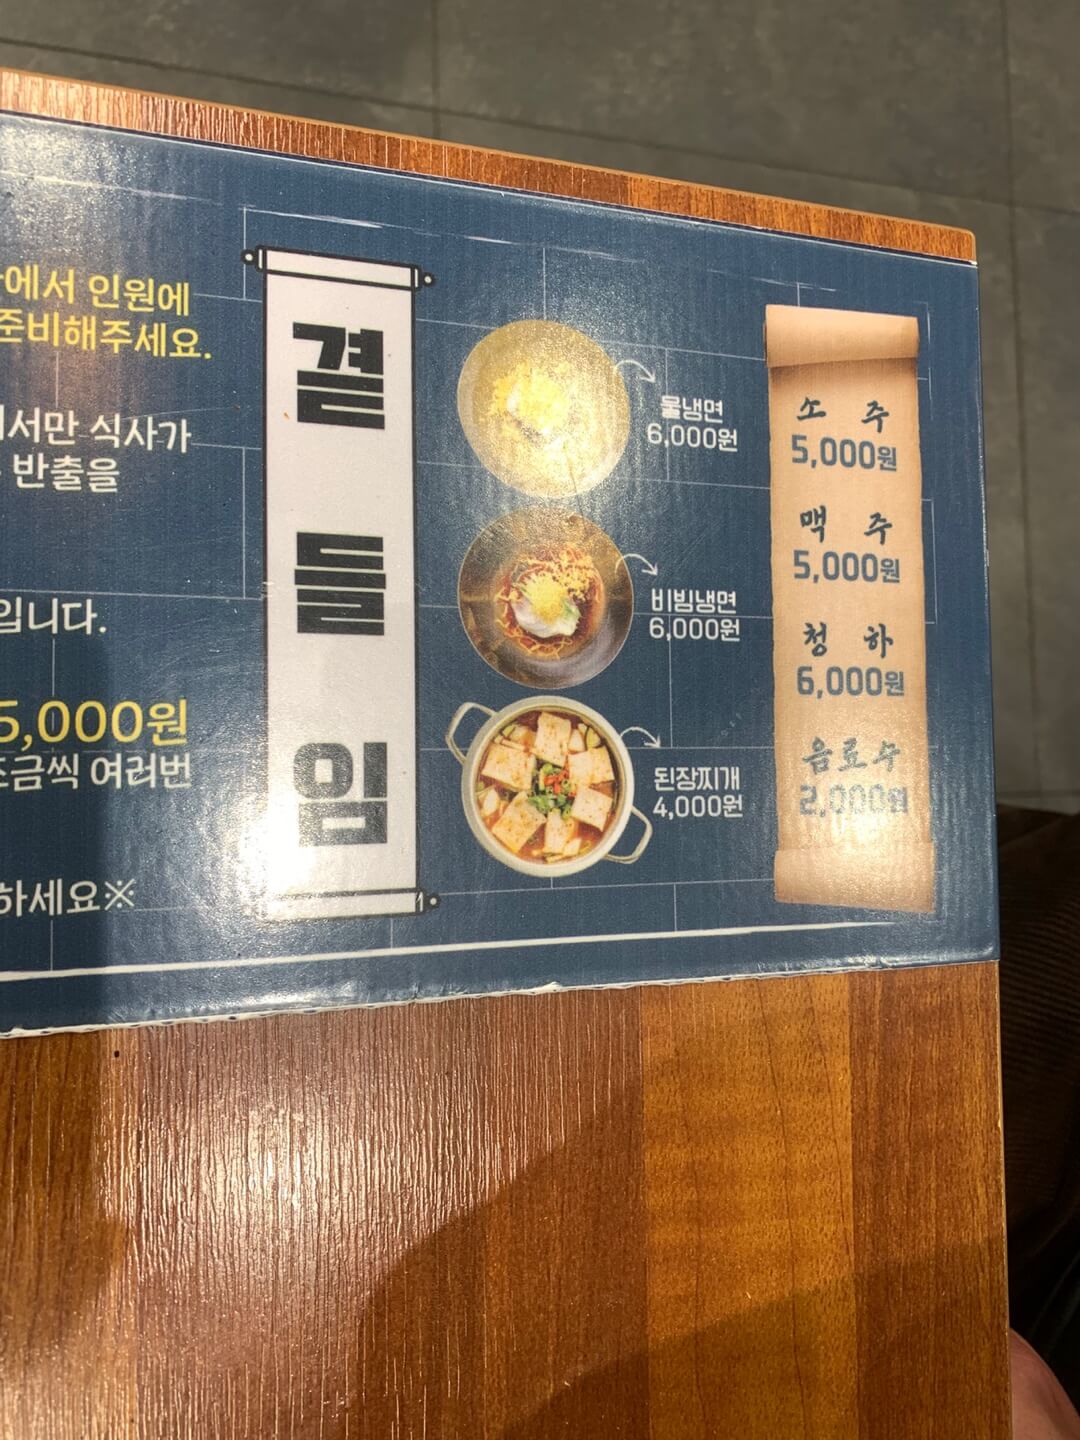 에서 인원에
준비해주세요.
서만 식사가
반출을
입니다.
5,000원
조금씩 여러번
하세요※
곁들임
물냉면
6,000원
비빔냉면
6,000원
된장찌개
4,000원
소 주
5,000원
맥 주
5,000원
청 하
6,000원
음료수
2,000원